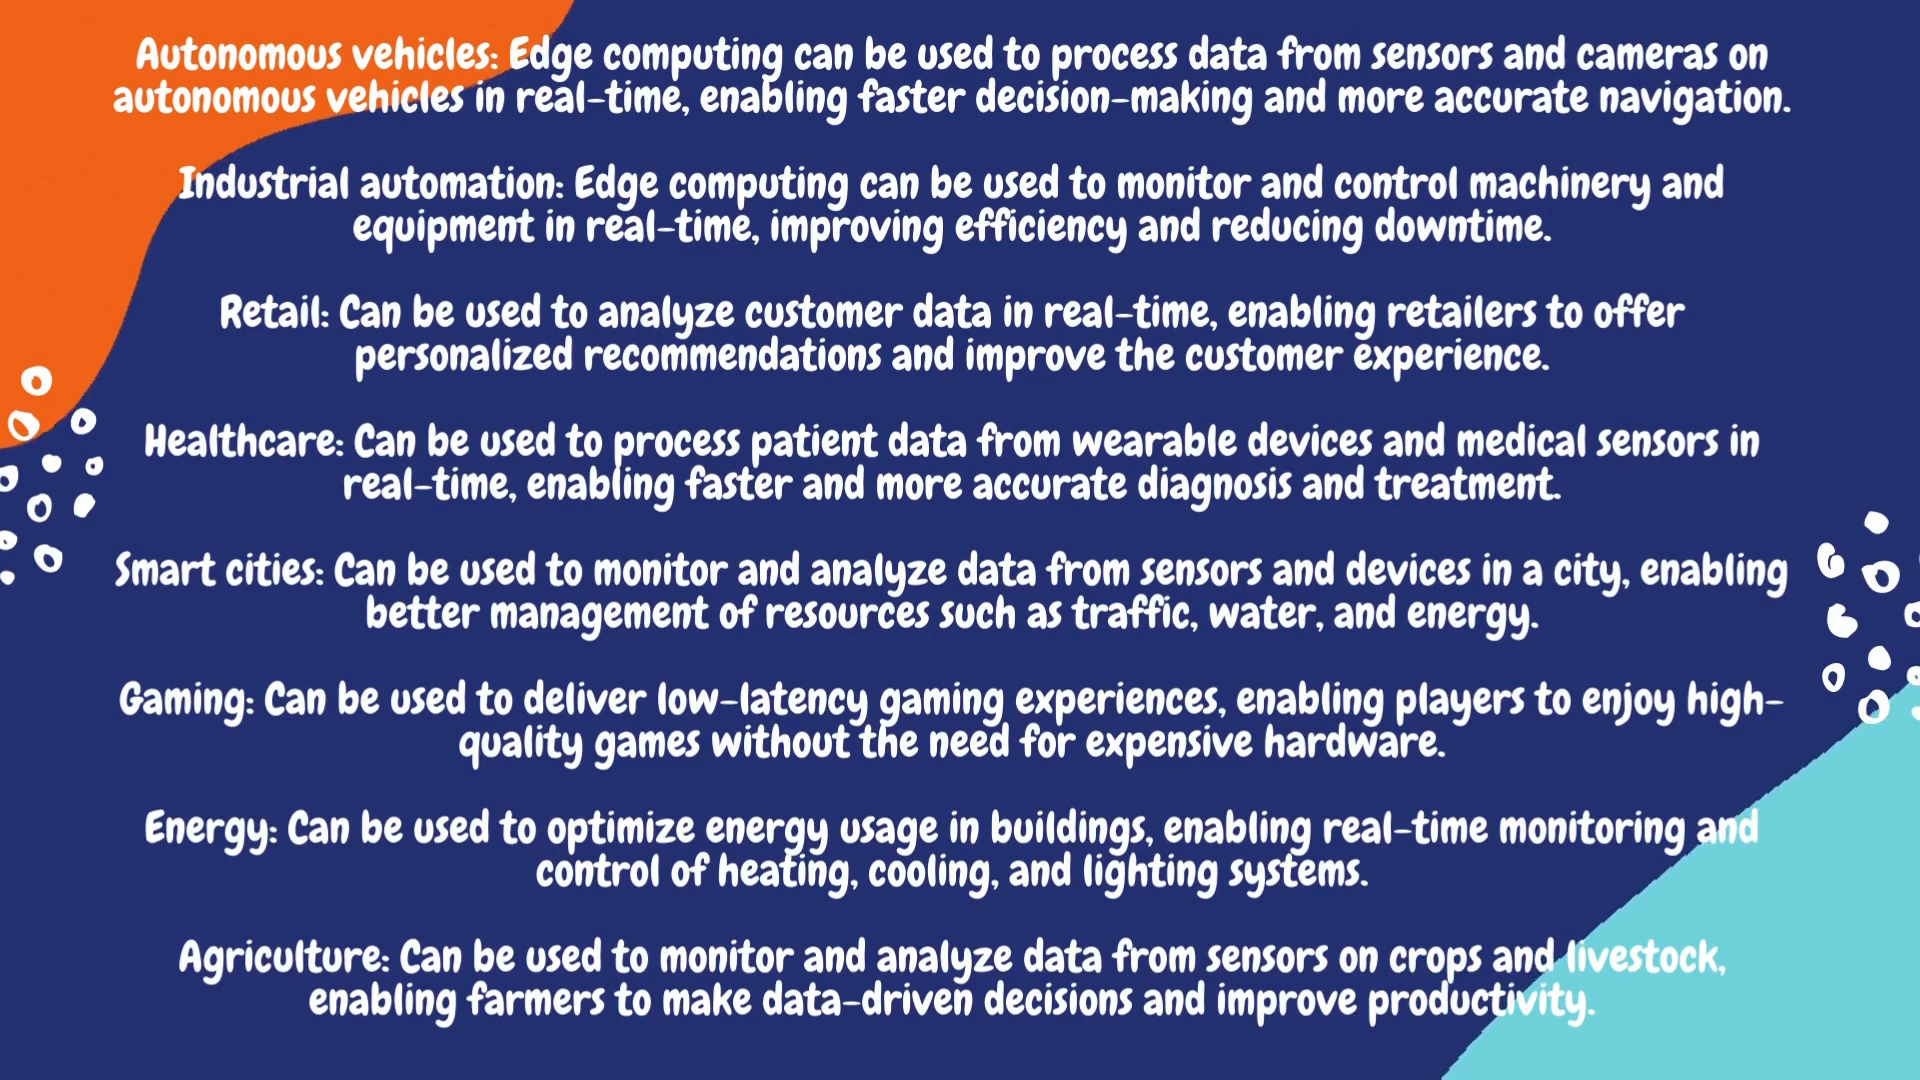 Autonomous vehicles: Edge computing can be used to process data from sensors and cameras on
autonomous vehicles in real-time, enabling faster decision-making and more accurate navigation.
Industrial automation: Edge computing can be used to monitor and control machinery and
equipment in real-time, improving efficiency and reducing downtime.
Retail: Can be used to analyze customer data in real-time, enabling retailers to offer
personalized recommendations and improve the customer experience.
Healthcare: Can be used to process patient data from wearable devices and medical sensors in
real-time, enabling faster and more accurate diagnosis and treatment.
Smart cities: Can be used to monitor and analyze data from sensors and devices in a city, enabling
better management of resources such as traffic, water, and energy.
Gaming: Can be used to deliver low-latency gaming experiences, enabling players to enjoy high-
quality games without the need for expensive hardware.
Energy: Can be used to optimize energy usage in buildings, enabling real-time monitoring and
control of heating, cooling, and lighting systems.
Agriculture: Can be used to monitor and analyze data from sensors on crops and livestock,
enabling farmers to make data-driven decisions and improve productivity.